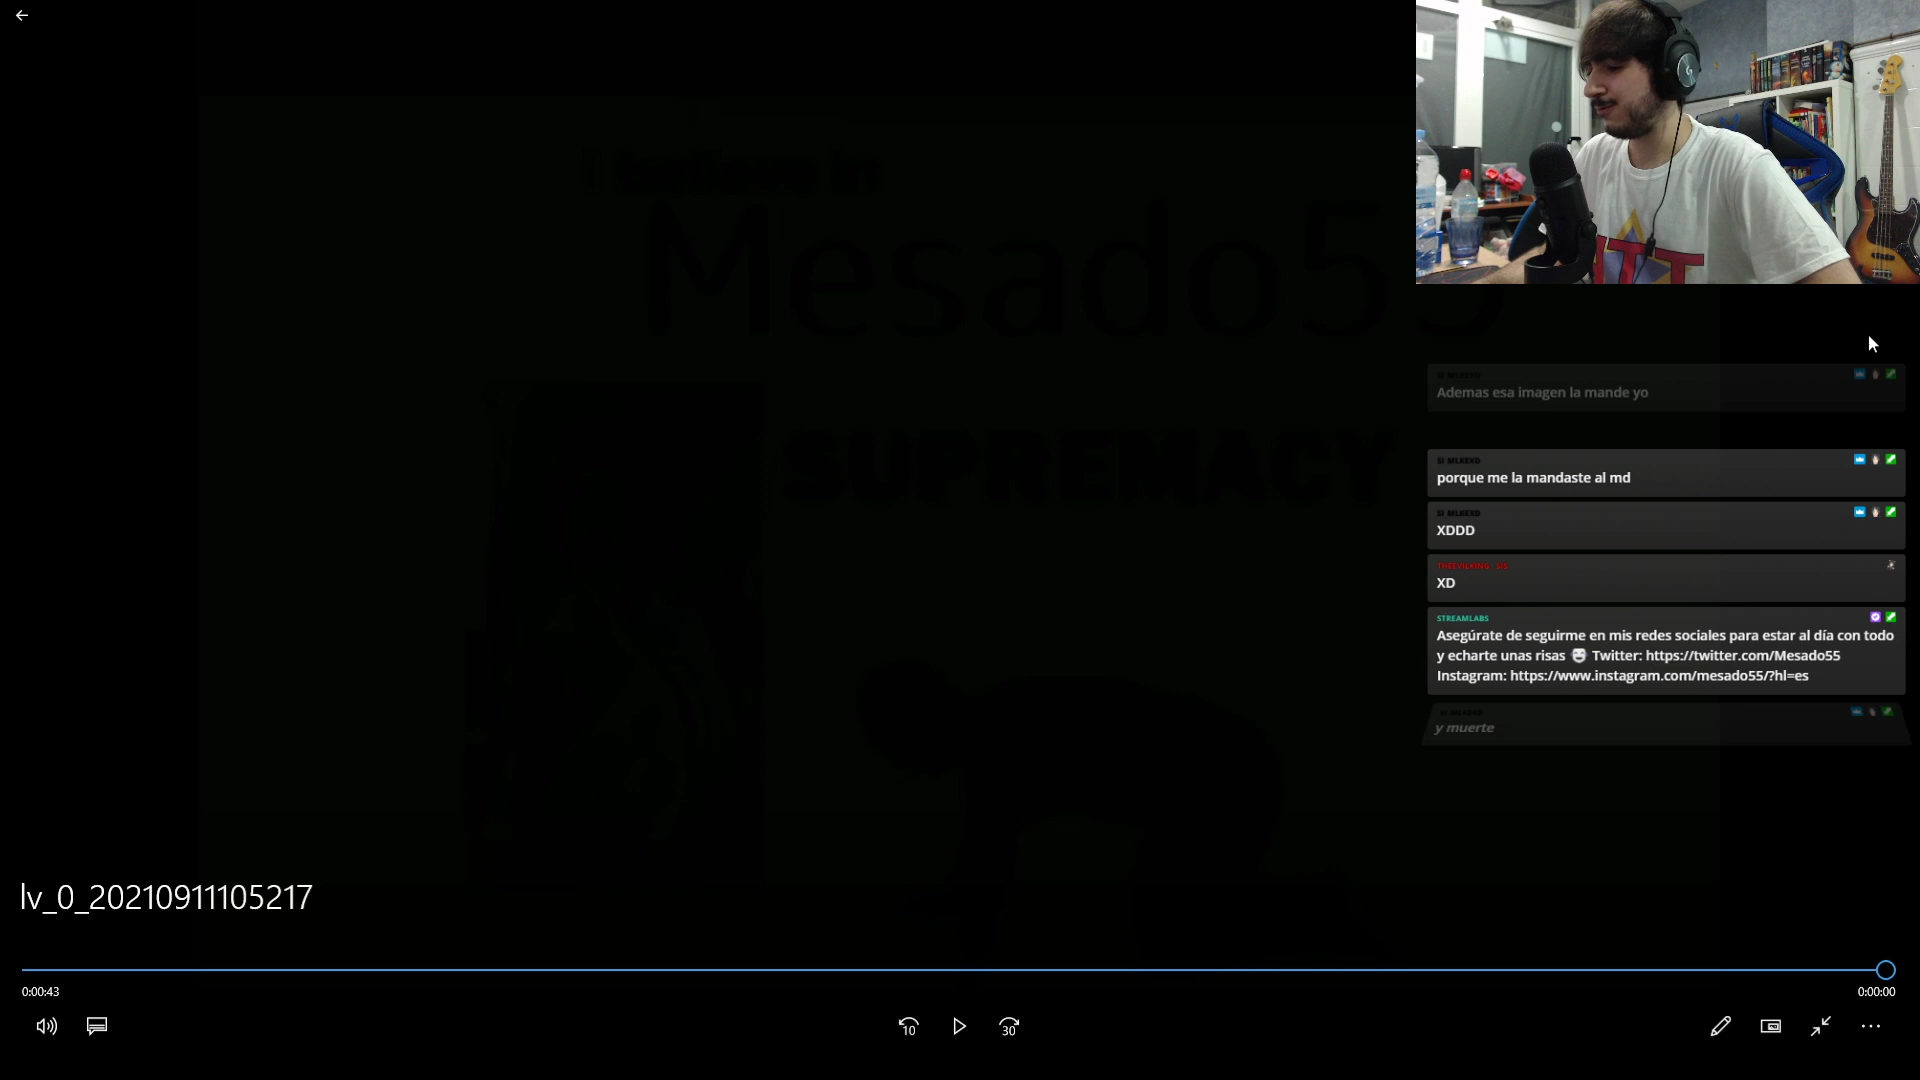 Mesado55
SUPREMACY
Ademas esa imagen la mande yo
SI_MLKEXD
porque me la mandaste al md
SI_MLKEXD
XDDD
XD
STREAMLABS
Asegúrate de seguirme en mis redes sociales para estar al día con todo
y echarte unas risas Twitter: https://twitter.com/Mesado55
Instagram: https://www.instagram.com/mesado55/?hl=es
y muerte
lv_0_20210911105217
0:00:43
0:00:00
10
30